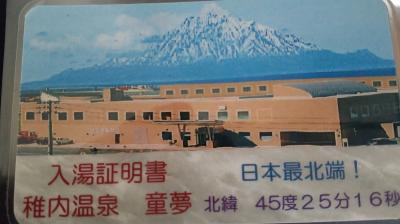 入湯証明書 日本最北端！
稚内温泉 童夢 北緯 45度25分16秒